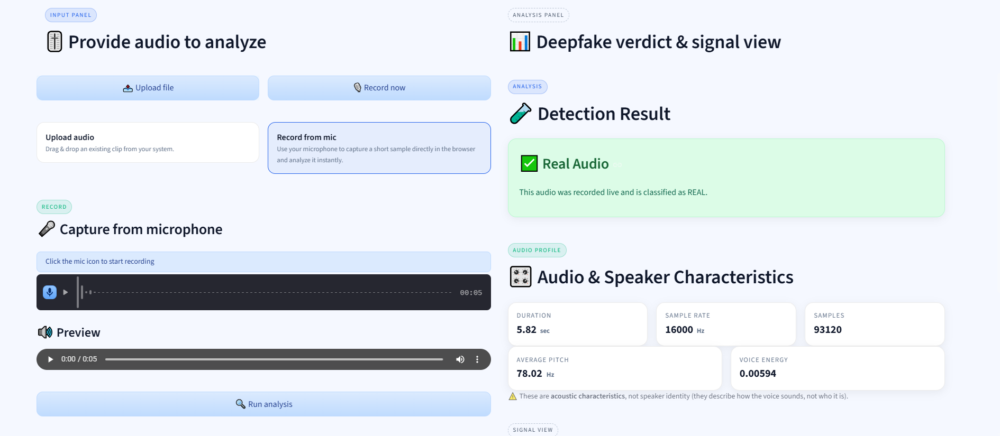 INPUT PANEL
Provide audio to analyze
Upload file
Record now
Upload audio
Drag & drop an existing clip from your system.
Record from mic
Use your microphone to capture a short sample directly in the browser
and analyze it instantly.
RECORD
Capture from microphone
Click the mic icon to start recording
00:05
Preview
0:00 / 0:05
Run analysis
ANALYSIS PANEL
Deepfake verdict & signal view
ANALYSIS
Detection Result
Real Audio
This audio was recorded live and is classified as REAL.
AUDIO PROFILE
Audio & Speaker Characteristics
DURATION
5.82 sec
SAMPLE RATE
16000 Hz
SAMPLES
93120
AVERAGE PITCH
78.02 Hz
VOICE ENERGY
0.00594
These are acoustic characteristics, not speaker identity (they describe how the voice sounds, not who it is).
SIGNAL VIEW